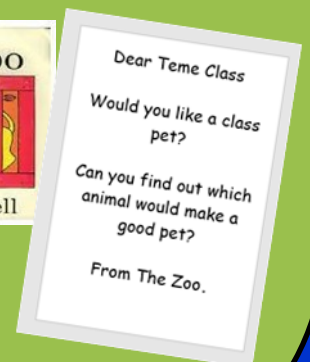 OO
ell
Dear Teme Class
Would you like a class
pet?
Can you find out which
animal would make a
good pet?
From The Zoo.